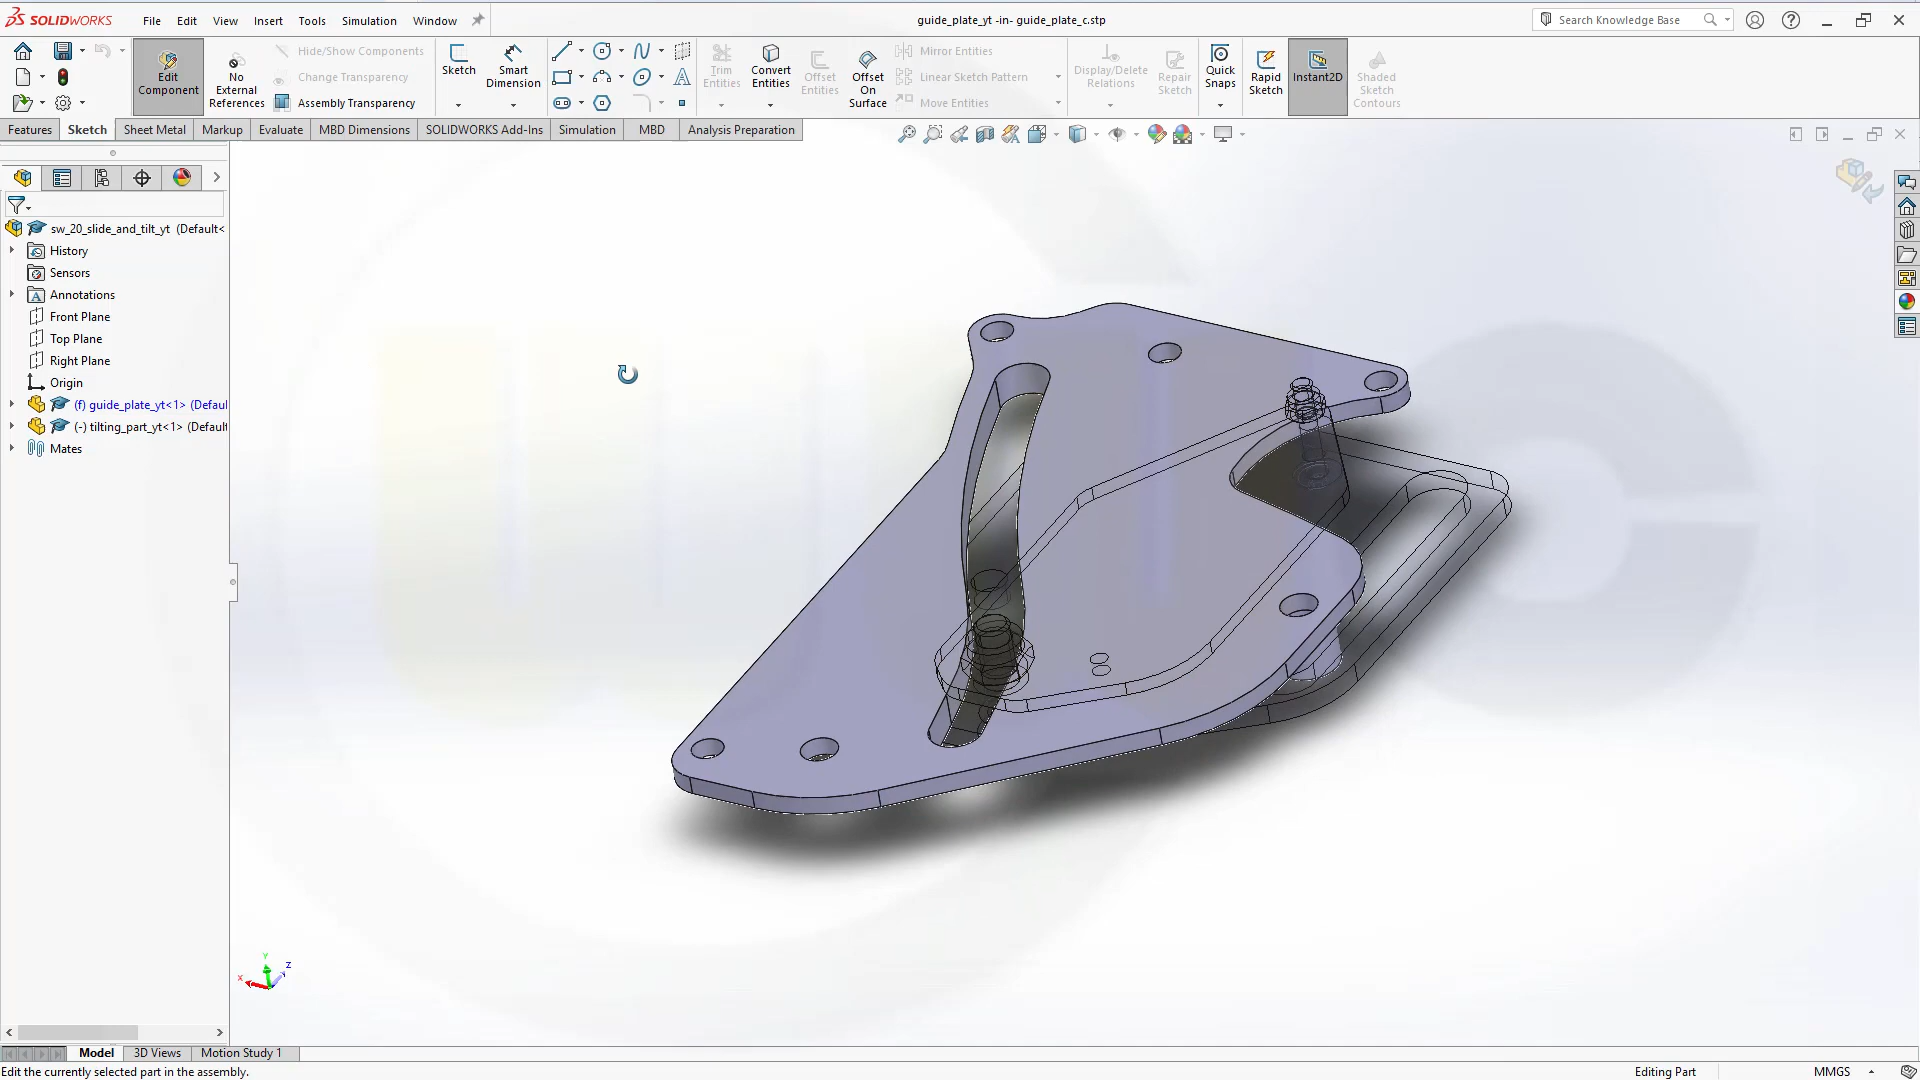 SOLIDWORKS
File Edit View Insert Tools Simulation Window
guide_plate_yt -in- guide_plate_c.stp
Search Knowledge Base
Edit Component
No External References
Hide/Show Components
Change Transparency
Assembly Transparency
Sketch
Smart Dimension
Trim Entities
Convert Entities
Offset Entities
Offset On Surface
Mirror Entities
Linear Sketch Pattern
Move Entities
Display/Delete Relations
Repair Sketch
Quick Snaps
Rapid Sketch
Instant2D
Shaded Sketch Contours
Features Sketch Sheet Metal Markup Evaluate MBD Dimensions SOLIDWORKS Add-Ins Simulation MBD Analysis Preparation
sw_20_slide_and_tilt_yt (Default<
History
Sensors
Annotations
Front Plane
Top Plane
Right Plane
Origin
(f) guide_plate_yt<1> (Defaul
(-) tilting_part_yt<1> (Default
Mates
Y
Z
X
Model 3D Views Motion Study 1
Edit the currently selected part in the assembly.
Editing Part
MMGS